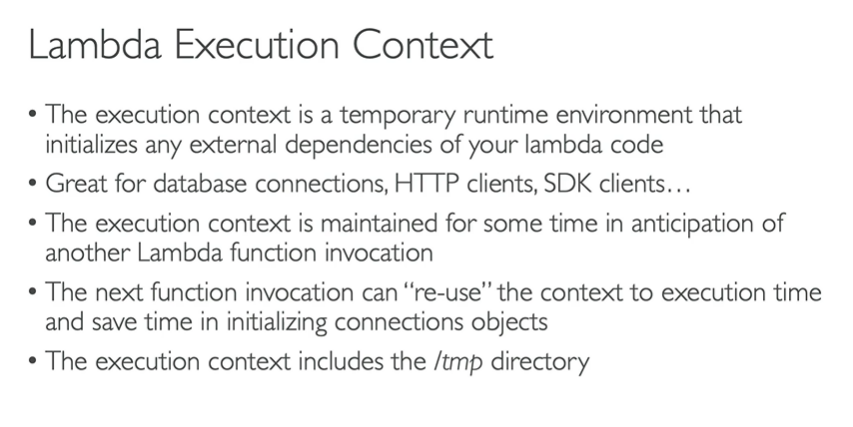 Lambda Execution Context
• The execution context is a temporary runtime environment that
initializes any external dependencies of your lambda code
• Great for database connections, HTTP clients, SDK clients…
• The execution context is maintained for some time in anticipation of
another Lambda function invocation
• The next function invocation can “re-use” the context to execution time
and save time in initializing connections objects
• The execution context includes the /tmp directory